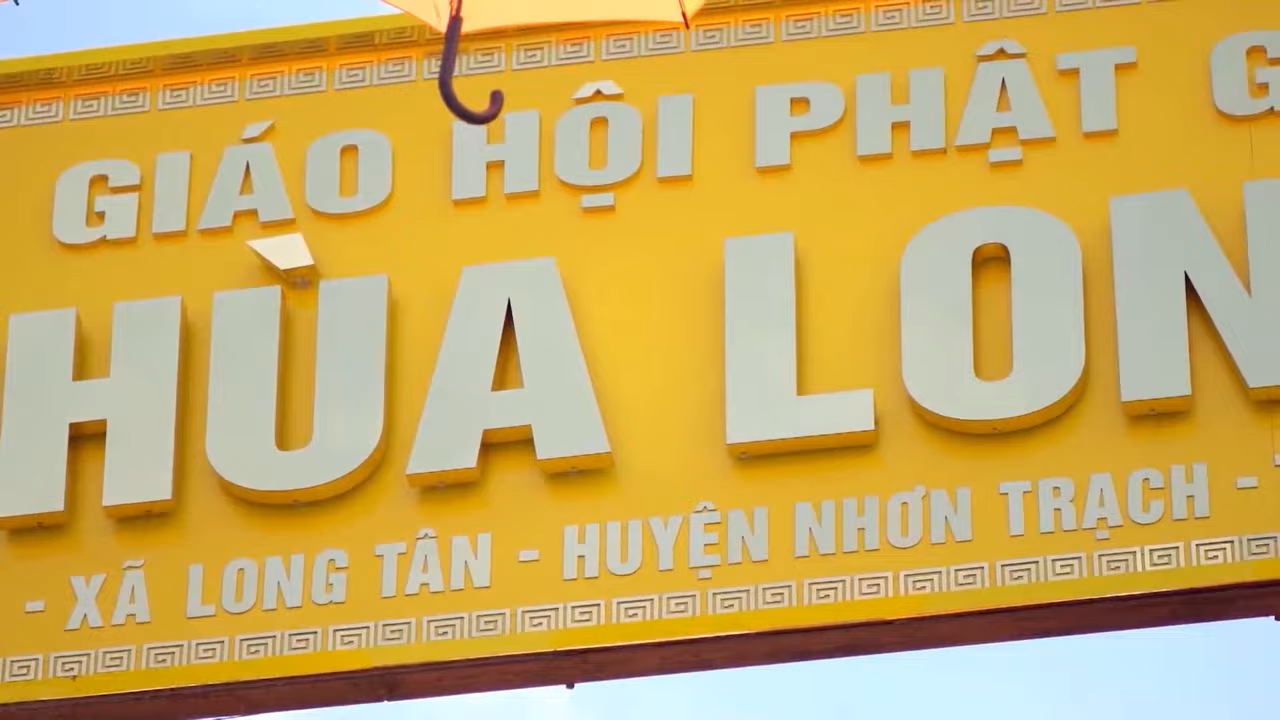 GIÁO HỘI PHẬT G
HÙA LON
- XÃ LONG TÂN - HUYỆN NHƠN TRẠCH -